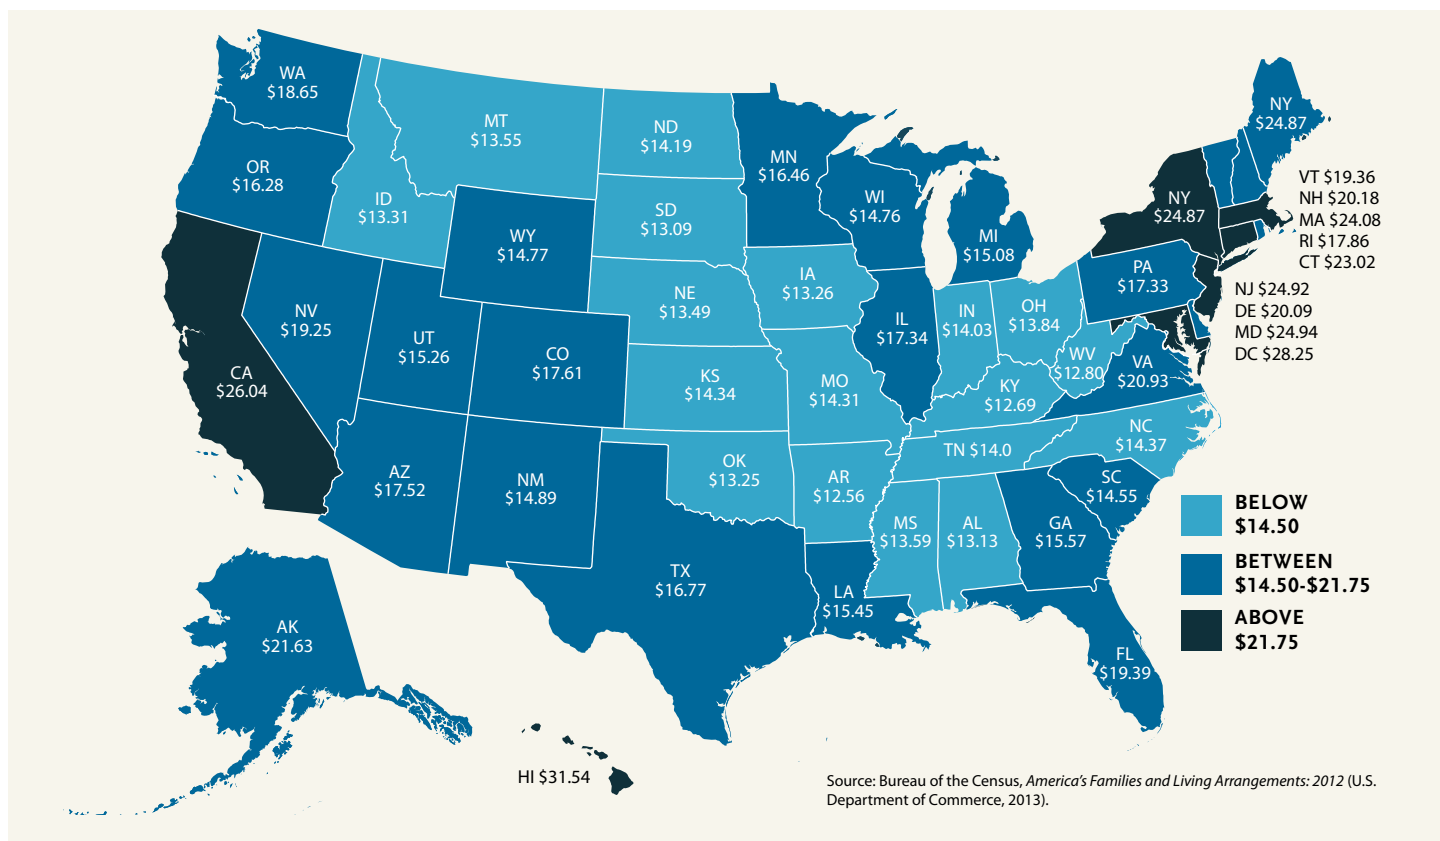 WA
$18.65
OR
$16.28
CA
$26.04
NV
$19.25
ID
$13.31
MT
$13.55
WY
$14.77
UT
$15.26
CO
$17.61
AZ
$17.52
NM
$14.89
ND
$14.19
SD
$13.09
NE
$13.49
KS
$14.34
OK
$13.25
TX
$16.77
MN
$16.46
IA
$13.26
MO
$14.31
AR
$12.56
LA
$15.45
WI
$14.76
IL
$17.34
MI
$15.08
IN
$14.03
OH
$13.84
KY
$12.69
WV
$12.80
TN $14.0
MS
$13.59
AL
$13.13
GA
$15.57
FL
$19.39
SC
$14.55
NC
$14.37
VA
$20.93
PA
$17.33
NY
$24.87
NY
$24.87
VT $19.36
NH $20.18
MA $24.08
RI $17.86
CT $23.02
NJ $24.92
DE $20.09
MD $24.94
DC $28.25
AK
$21.63
HI $31.54
BELOW
$14.50
BETWEEN
$14.50-$21.75
ABOVE
$21.75
Source: Bureau of the Census, America's Families and Living Arrangements: 2012 (U.S.
Department of Commerce, 2013).